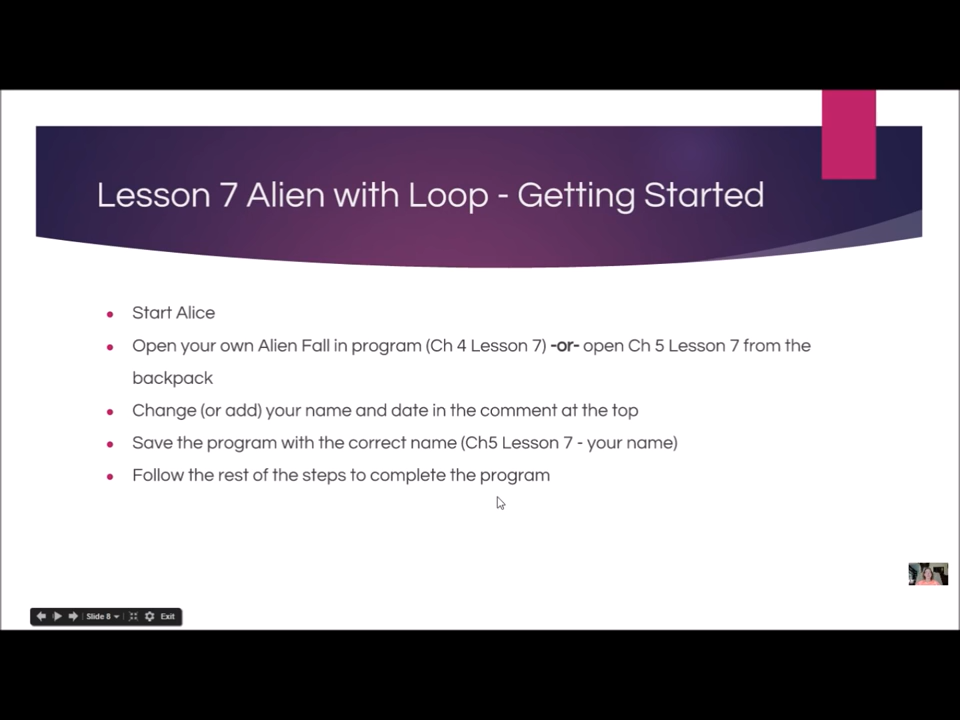 Lesson 7 Alien with Loop - Getting Started
Start Alice
Open your own Alien Fall in program (Ch 4 Lesson 7) -or- open Ch 5 Lesson 7 from the
backpack
Change (or add) your name and date in the comment at the top
Save the program with the correct name (Ch5 Lesson 7 - your name)
Follow the rest of the steps to complete the program
Slide 8 Exit